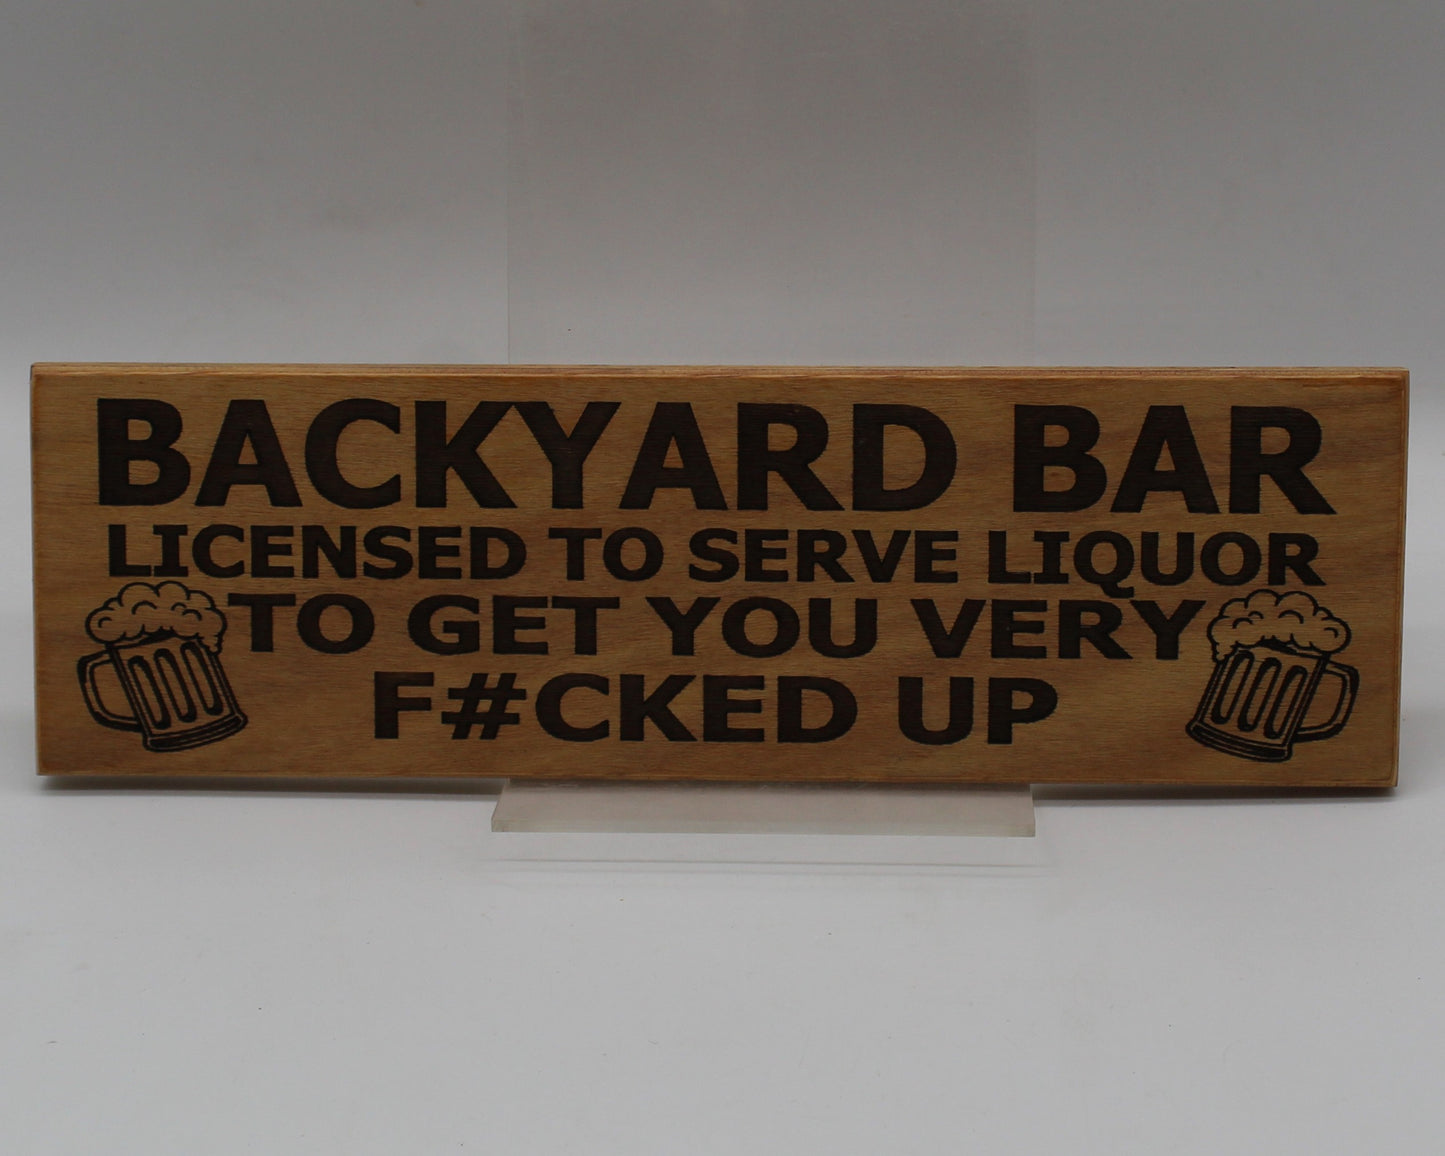 BACKYARD BAR
LICENSED TO SERVE LIQUOR
TO GET YOU VERY
F#CKED UP